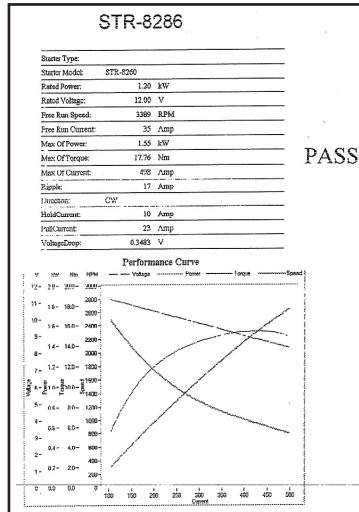 STR-8286
Starter Type:
Starter Model: STR-8260
Rated Power: 1.20 kW
Rated Voltage: 12.00 V
Free Run Speed: 3389 RPM
Free Run Current: 35 Amp
Max Of Power: 1.55 kW
Max Of Torque: 17.76 Nm
Max Of Current: 498 Amp
Ripple: 17 Amp
Direction: CW
HoldCurrent: 10 Amp
PullCurrent: 23 Amp
VoltageDrop: 0.3483 V
PASS
Performance Curve
V kW Nm RPM Voltage Power Torque Speed
12- 2.0- 20.0- 3000-
2800-
11- 1.8- 18.0-
2600-
10- 1.6- 16.0- 2400-
9- 2200-
1.4- 14.0-
8- 2000-
1.2- 12.0- 1800-
7-
1600-
6- 1.0- 10.0-
1400-
5- 0.8- 8.0- 1200-
4- 1000-
0.6- 6.0-
3- 800-
0.4- 4.0- 600-
2-
400-
1- 0.2- 2.0-
200-
0 0.0 0.0
Voltage
Power
Torque
Speed
100 150 200 250 300 350 400 450 500
Current